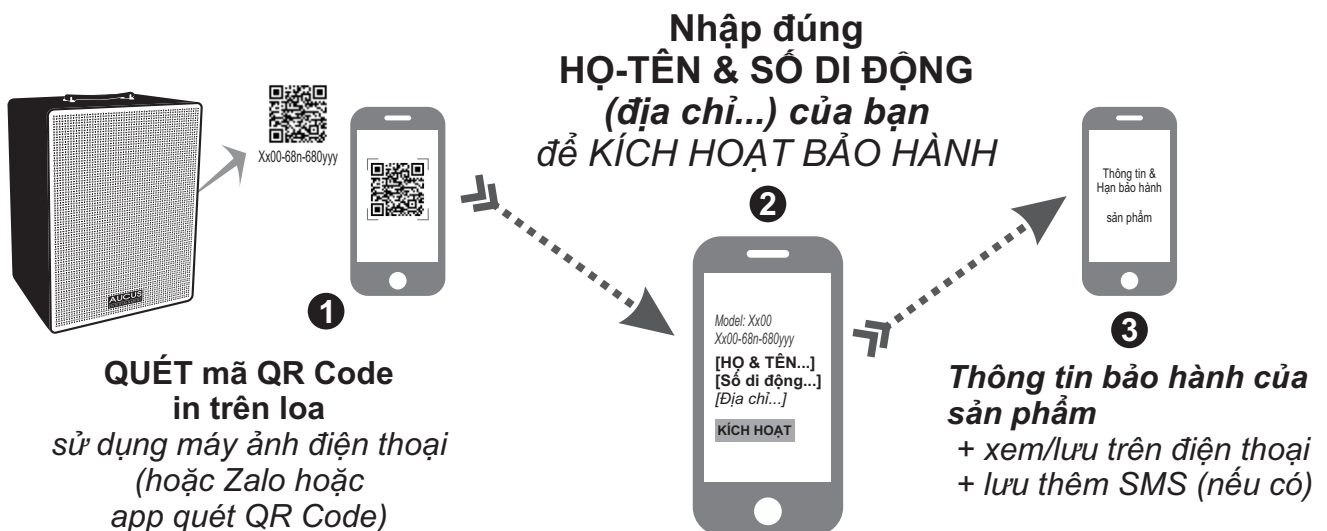 Nhập đúng
HỌ-TÊN & SỐ DI ĐỘNG
(địa chỉ...) của bạn
để KÍCH HOẠT BẢO HÀNH
Xx00-68n-680yyy
AUCUS
1
QUÉT mã QR Code
in trên loa
sử dụng máy ảnh điện thoại
(hoặc Zalo hoặc
app quét QR Code)
2
Model: Xx00
Xx00-68n-680yyy
[HỌ & TÊN...]
[Số di động...]
[Địa chỉ...]
KÍCH HOẠT
Thông tin &
Hạn bảo hành
sản phẩm
3
Thông tin bảo hành của
sản phẩm
+ xem/lưu trên điện thoại
+ lưu thêm SMS (nếu có)